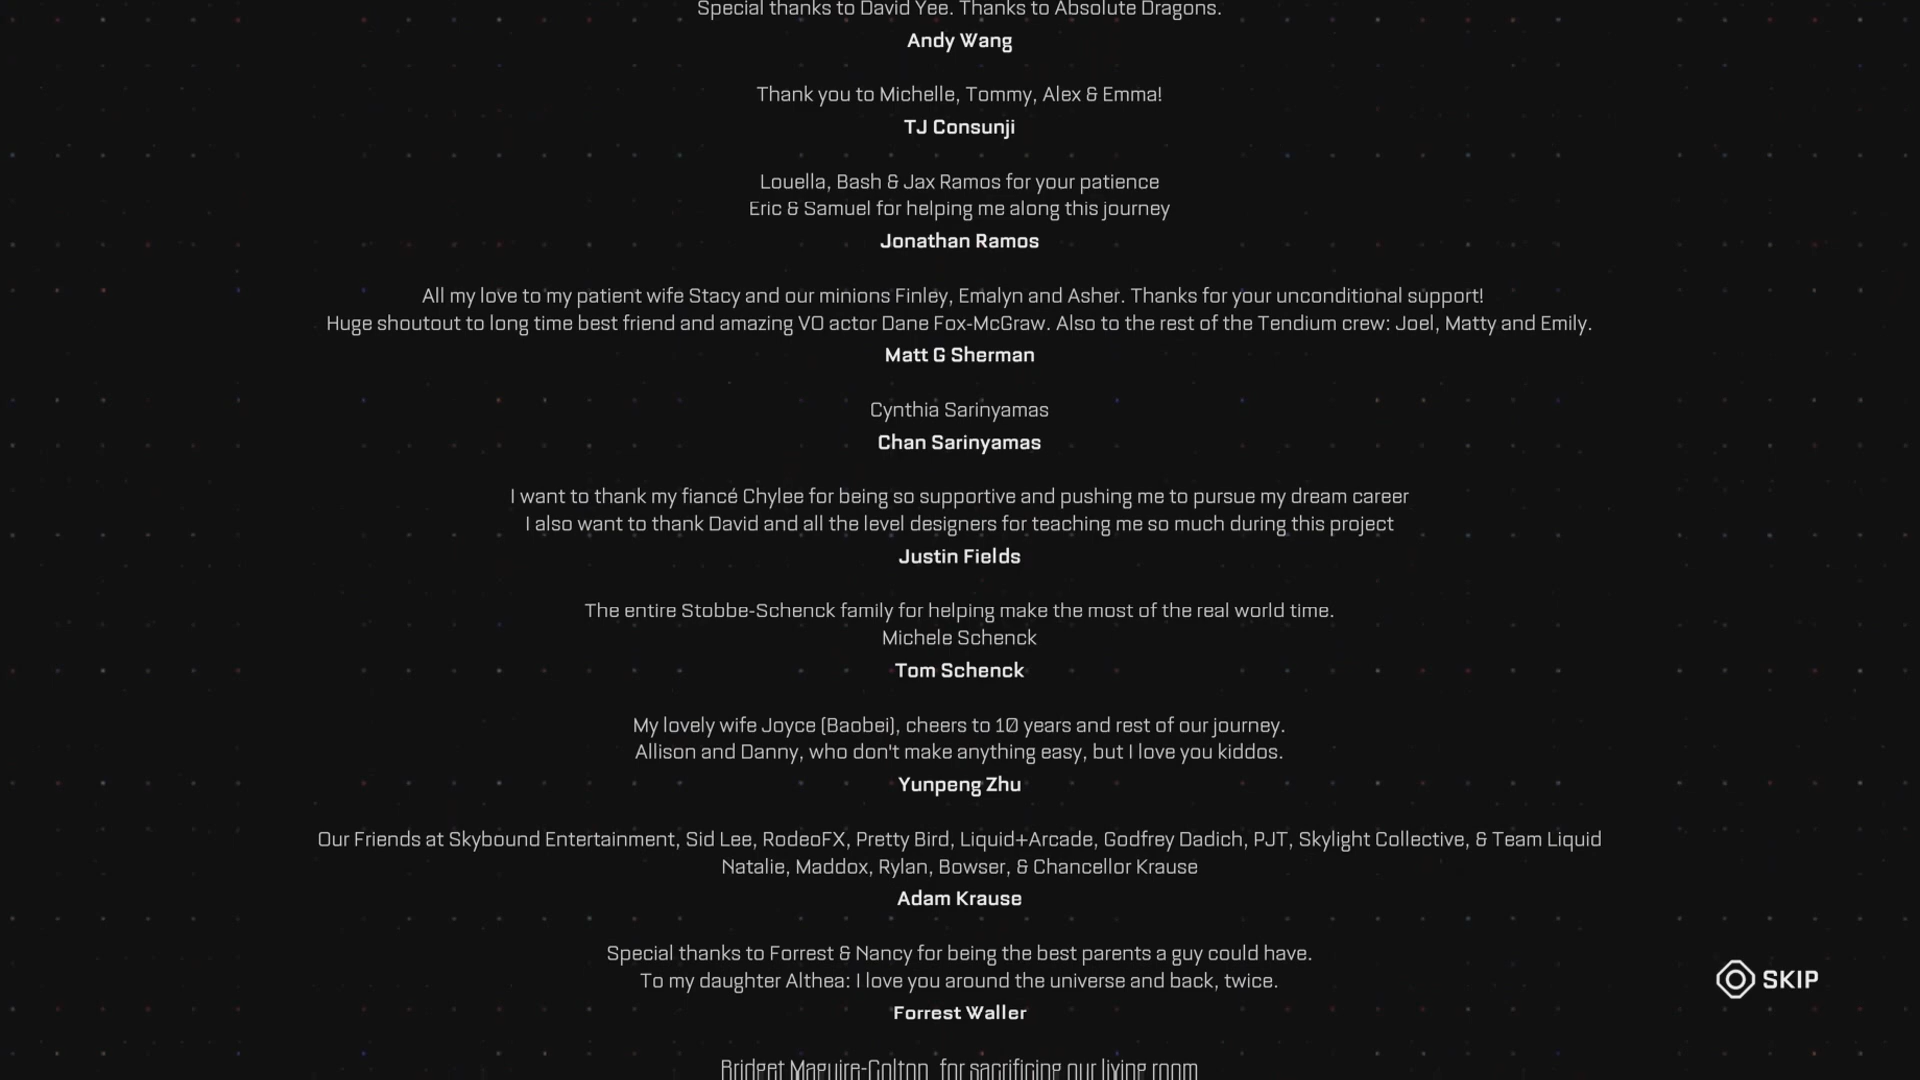 Special thanks to David Yee. Thanks to Absolute Dragons.
Andy Wang
Thank you to Michelle, Tommy, Alex & Emma!
TJ Consunji
Louella, Bash & Jax Ramos for your patience
Eric & Samuel for helping me along this journey
Jonathan Ramos
All my love to my patient wife Stacy and our minions Finley, Emalyn and Asher. Thanks for your unconditional support!
Huge shoutout to long time best friend and amazing VO actor Dane Fox-McGraw. Also to the rest of the Tendium crew: Joel, Matty and Emily.
Matt G Sherman
Cynthia Sarinyamas
Chan Sarinyamas
I want to thank my fiancé Chylee for being so supportive and pushing me to pursue my dream career
I also want to thank David and all the level designers for teaching me so much during this project
Justin Fields
The entire Stobbe-Schenck family for helping make the most of the real world time.
Michele Schenck
Tom Schenck
My lovely wife Joyce (Baobei), cheers to 10 years and rest of our journey.
Allison and Danny, who don't make anything easy, but I love you kiddos.
Yunpeng Zhu
Our Friends at Skybound Entertainment, Sid Lee, RodeoFX, Pretty Bird, Liquid+Arcade, Godfrey Dadich, PJT, Skylight Collective, & Team Liquid
Natalie, Maddox, Rylan, Bowser, & Chancellor Krause
Adam Krause
Special thanks to Forrest & Nancy for being the best parents a guy could have.
To my daughter Althea: I love you around the universe and back, twice.
SKIP
Forrest Waller
Bridget Maguire-Colton, for sacrificing our living room